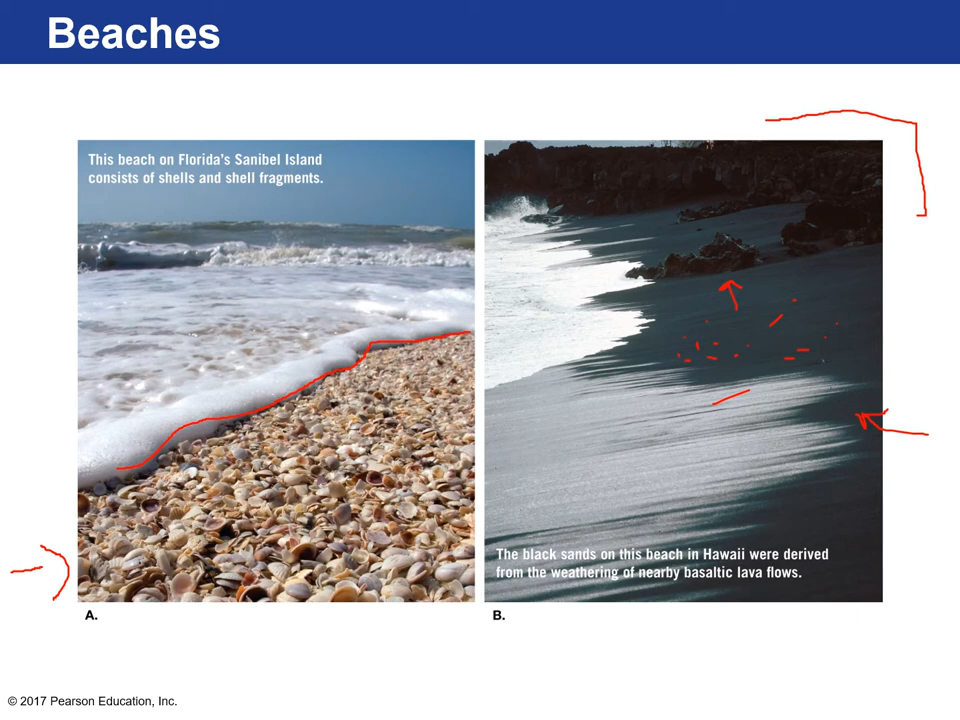 Beaches
This beach on Florida's Sanibel Island
consists of shells and shell fragments.
The black sands on this beach in Hawaii were derived
from the weathering of nearby basaltic lava flows.
A.
B.
© 2017 Pearson Education, Inc.